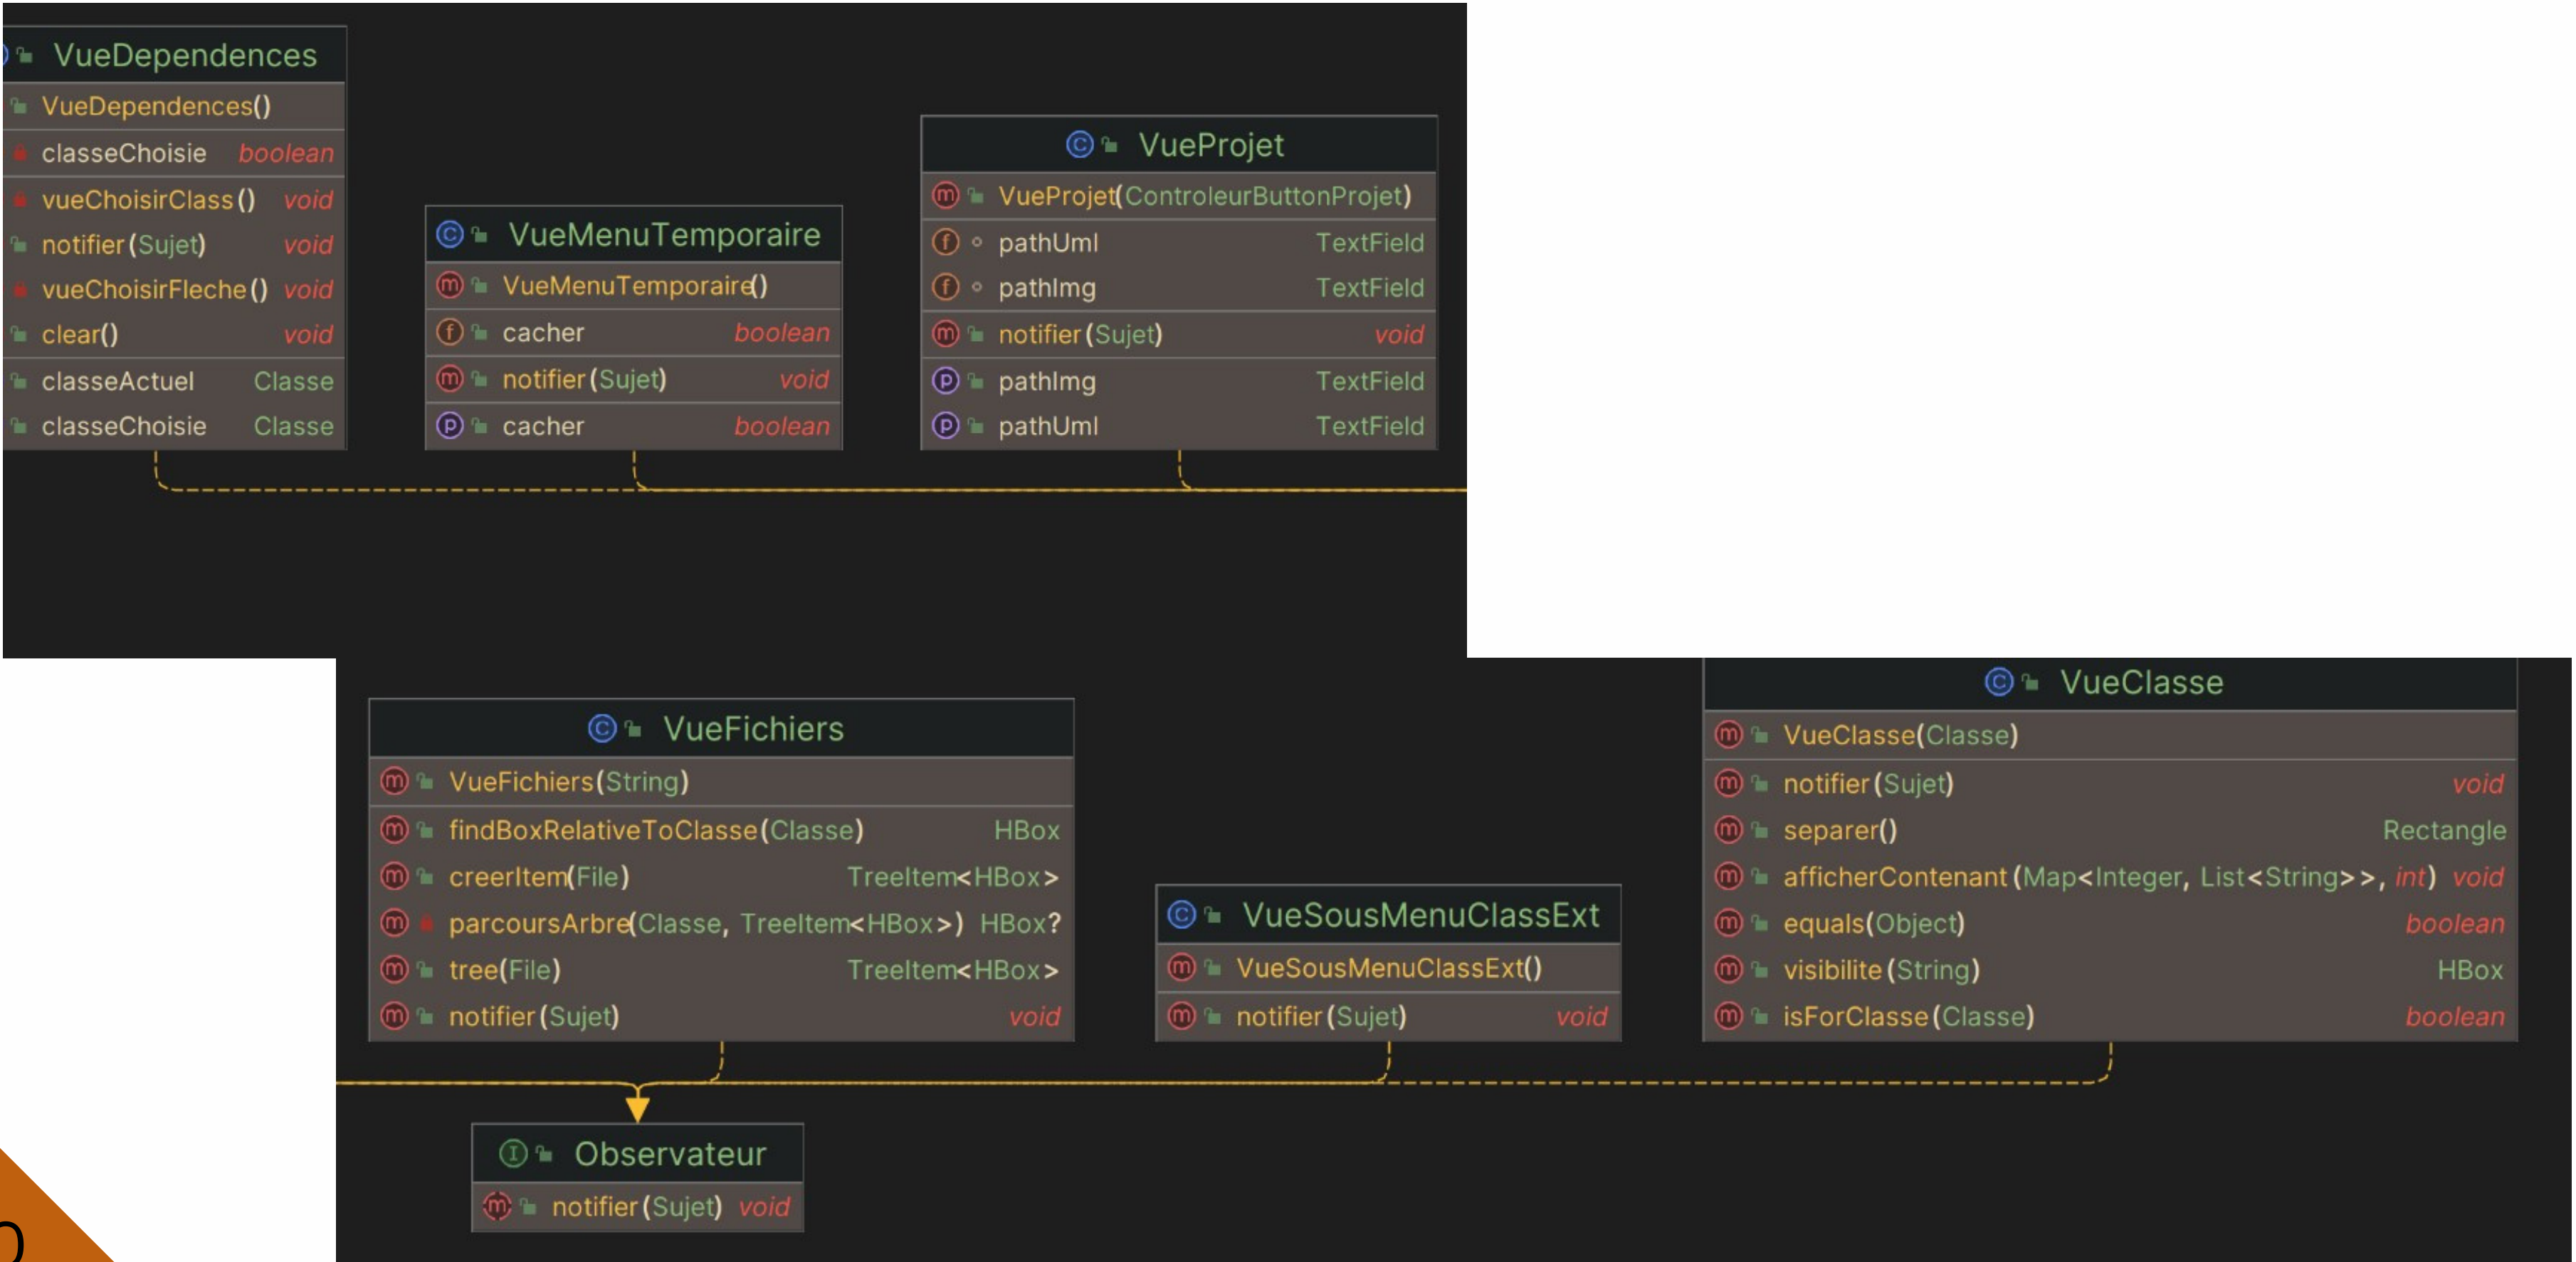 VueDependences
VueDependences()
classeChoisie boolean
vueChoisirClass() void
notifier(Sujet) void
vueChoisirFleche() void
clear() void
classeActuel Classe
classeChoisie Classe
VueMenuTemporaire
VueMenuTemporaire()
cacher boolean
notifier(Sujet) void
cacher boolean
VueProjet
VueProjet(ControleurButtonProjet)
pathUml TextField
pathImg TextField
notifier(Sujet) void
pathImg TextField
pathUml TextField
VueFichiers
VueFichiers(String)
findBoxRelativeToClasse(Classe) HBox
creerItem(File) TreeItem<HBox>
parcoursArbre(Classe, TreeItem<HBox>) HBox?
tree(File) TreeItem<HBox>
notifier(Sujet) void
VueSousMenuClassExt
VueSousMenuClassExt()
notifier(Sujet) void
VueClasse
VueClasse(Classe)
notifier(Sujet) void
separer() Rectangle
afficherContenant(Map<Integer, List<String>>, int) void
equals(Object) boolean
visibilite(String) HBox
isForClasse(Classe) boolean
Observateur
notifier(Sujet) void